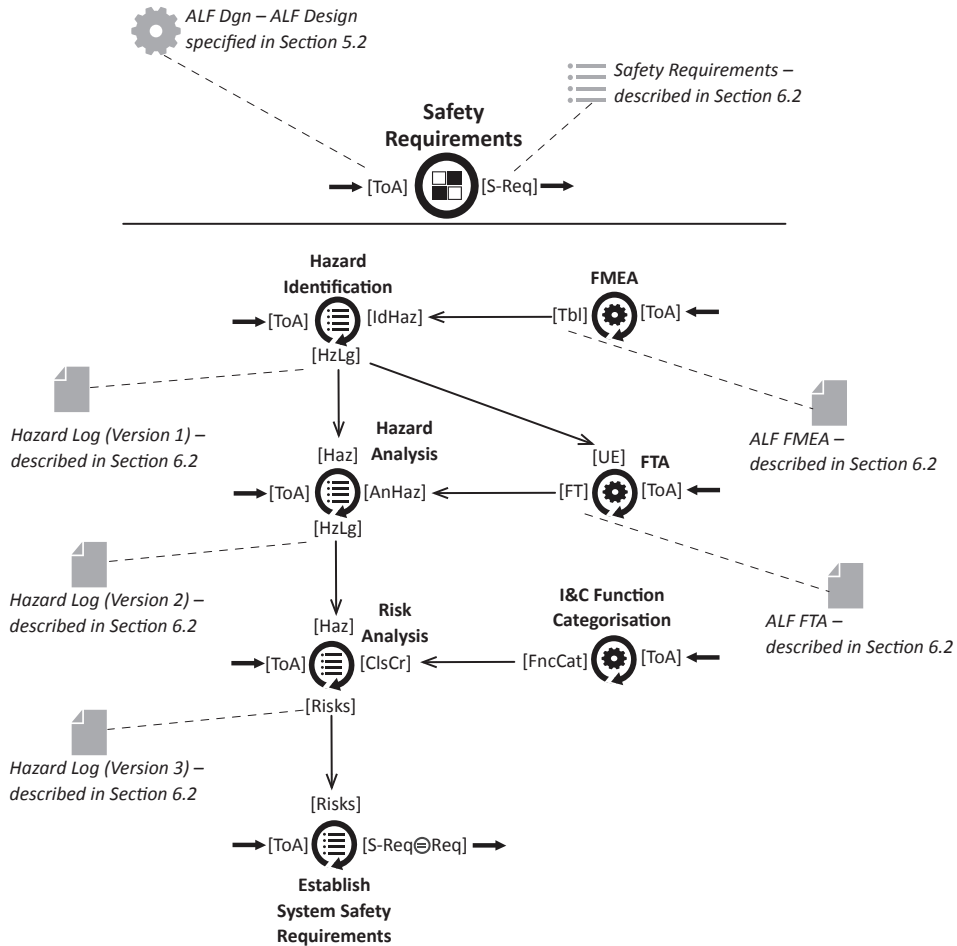 ALF Dgn – ALF Design
specified in Section 5.2
Safety Requirements –
described in Section 6.2
Safety
Requirements
[ToA]
[S-Req]
Hazard
Identification
FMEA
[ToA]
[IdHaz]
[Tbl]
[ToA]
[HzLg]
Hazard Log (Version 1) –
described in Section 6.2
ALF FMEA –
described in Section 6.2
Hazard
Analysis
[Haz]
[UE]
FTA
[ToA]
[AnHaz]
[FT]
[ToA]
[HzLg]
Hazard Log (Version 2) –
described in Section 6.2
I&C Function
Categorisation
ALF FTA –
described in Section 6.2
Risk
Analysis
[Haz]
[ToA]
[ClsCr]
[FncCat]
[ToA]
[Risks]
Hazard Log (Version 3) –
described in Section 6.2
[Risks]
[ToA]
[S-Req⊜Req]
Establish
System Safety
Requirements